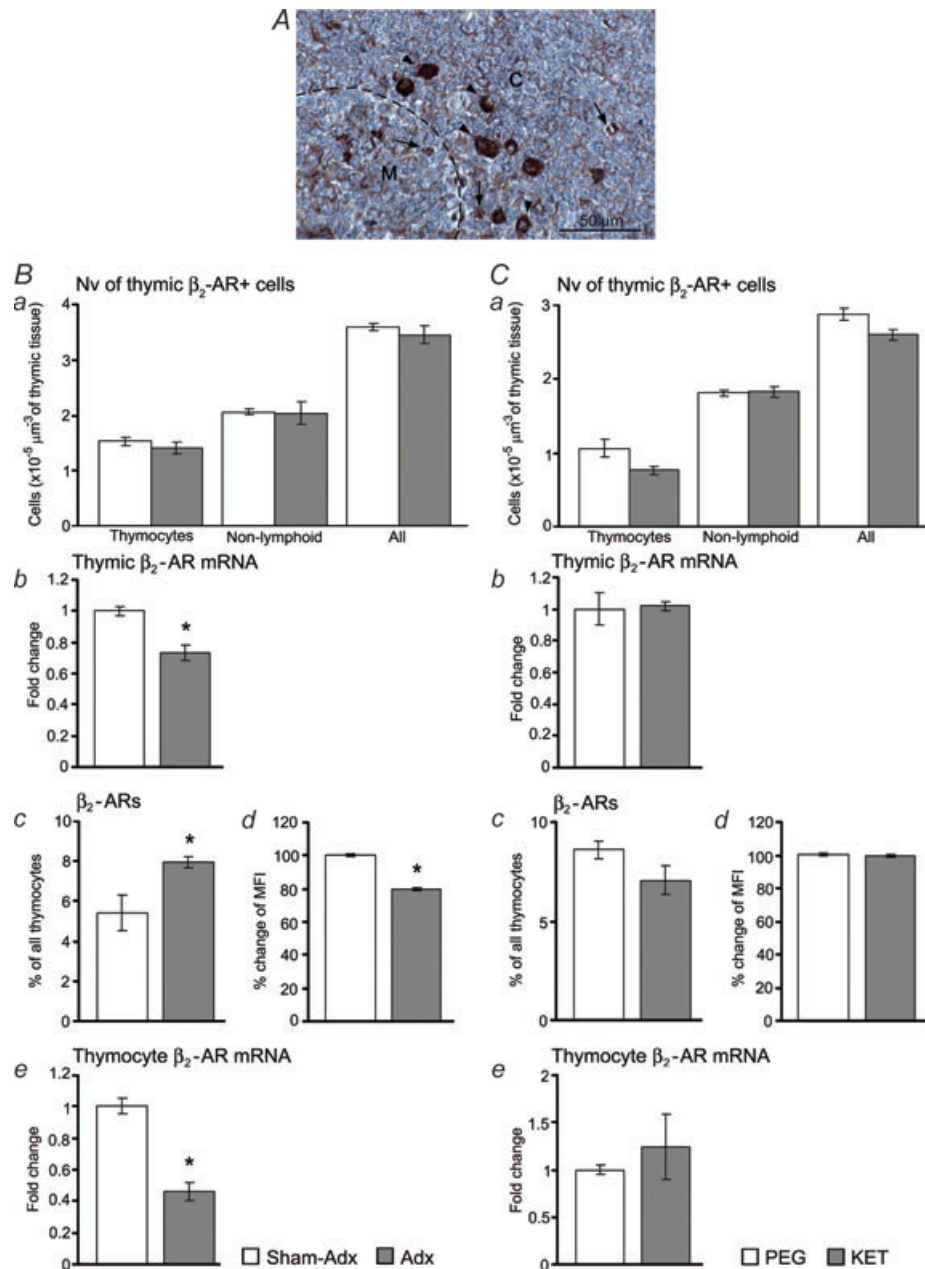 A
C
M
50 μm
B
Nv of thymic β₂-AR+ cells
a
Cells (x10⁻⁵ μm⁻³ of thymic tissue)
4
3
2
1
0
Thymocytes Non-lymphoid All
C
Nv of thymic β₂-AR+ cells
a
Cells (x10⁻⁵ μm⁻³ of thymic tissue)
3
2
1
0
Thymocytes Non-lymphoid All
b
Thymic β₂-AR mRNA
Fold change
1.2
1
0.8
0.6
0.4
0.2
0
*
b
Thymic β₂-AR mRNA
Fold change
1.2
1
0.8
0.6
0.4
0.2
0
β₂-ARs
c
% of all thymocytes
10
8
6
4
2
0
*
d
% change of MFI
120
100
80
60
40
20
0
*
β₂-ARs
c
% of all thymocytes
10
5
0
d
% change of MFI
120
100
80
60
40
20
0
e
Thymocyte β₂-AR mRNA
Fold change
1.2
1
0.8
0.6
0.4
0.2
0
*
Sham-Adx Adx
e
Thymocyte β₂-AR mRNA
Fold change
2
1.5
1
0.5
0
PEG KET